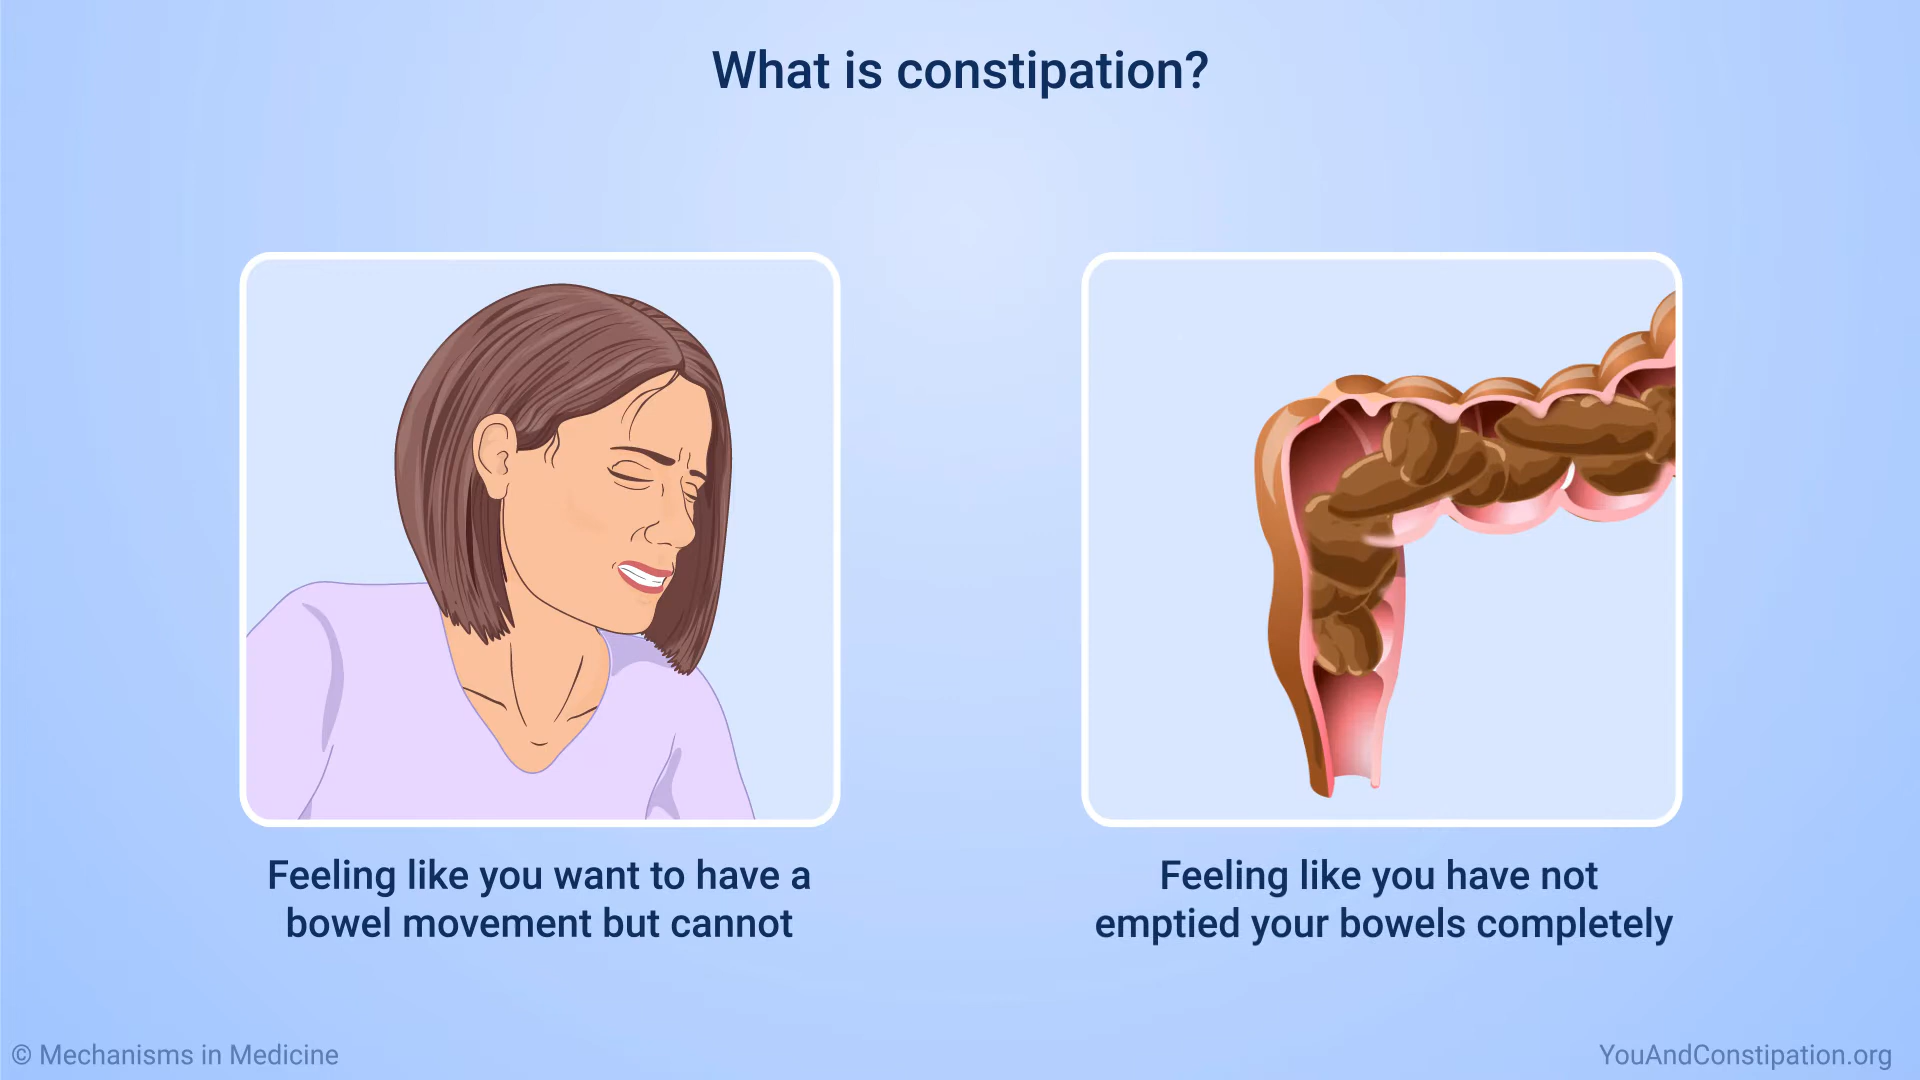 What is constipation?
Feeling like you want to have a
bowel movement but cannot
Feeling like you have not
emptied your bowels completely
© Mechanisms in Medicine
YouAndConstipation.org